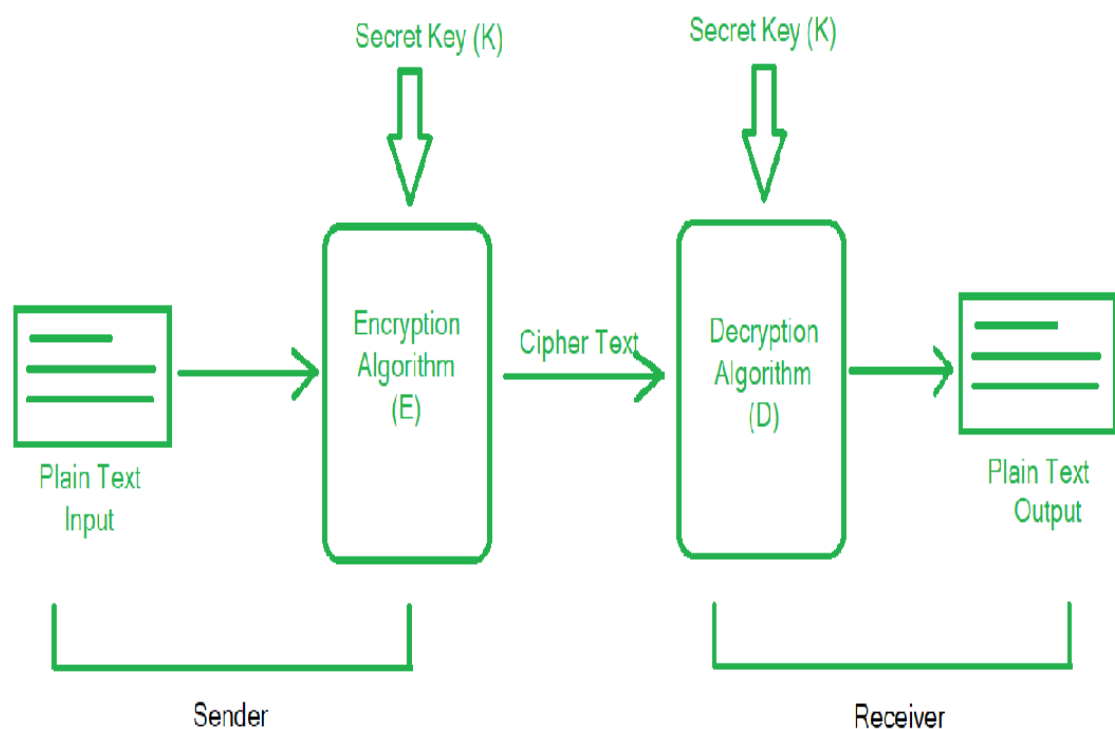 Secret Key (K)
Secret Key (K)
Plain Text
Input
Encryption
Algorithm
(E)
Cipher Text
Decryption
Algorithm
(D)
Plain Text
Output
Sender
Receiver